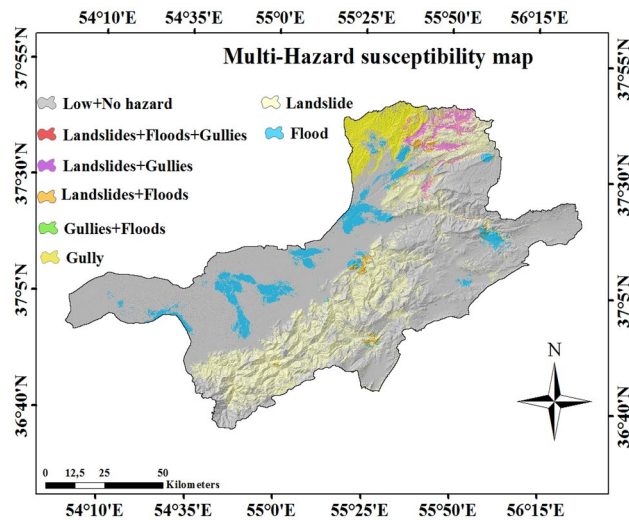 54°10'E 54°35'E 55°0'E 55°25'E 55°50'E 56°15'E
Multi-Hazard susceptibility map
37°55'N 37°55'N
Low+No hazard
Landslide
Landslides+Floods+Gullies
Flood
Landslides+Gullies
37°30'N 37°30'N
Landslides+Floods
Gullies+Floods
Gully
37°5'N 37°5'N
N
36°40'N 36°40'N
0 12,5 25 50
Kilometers
54°10'E 54°35'E 55°0'E 55°25'E 55°50'E 56°15'E